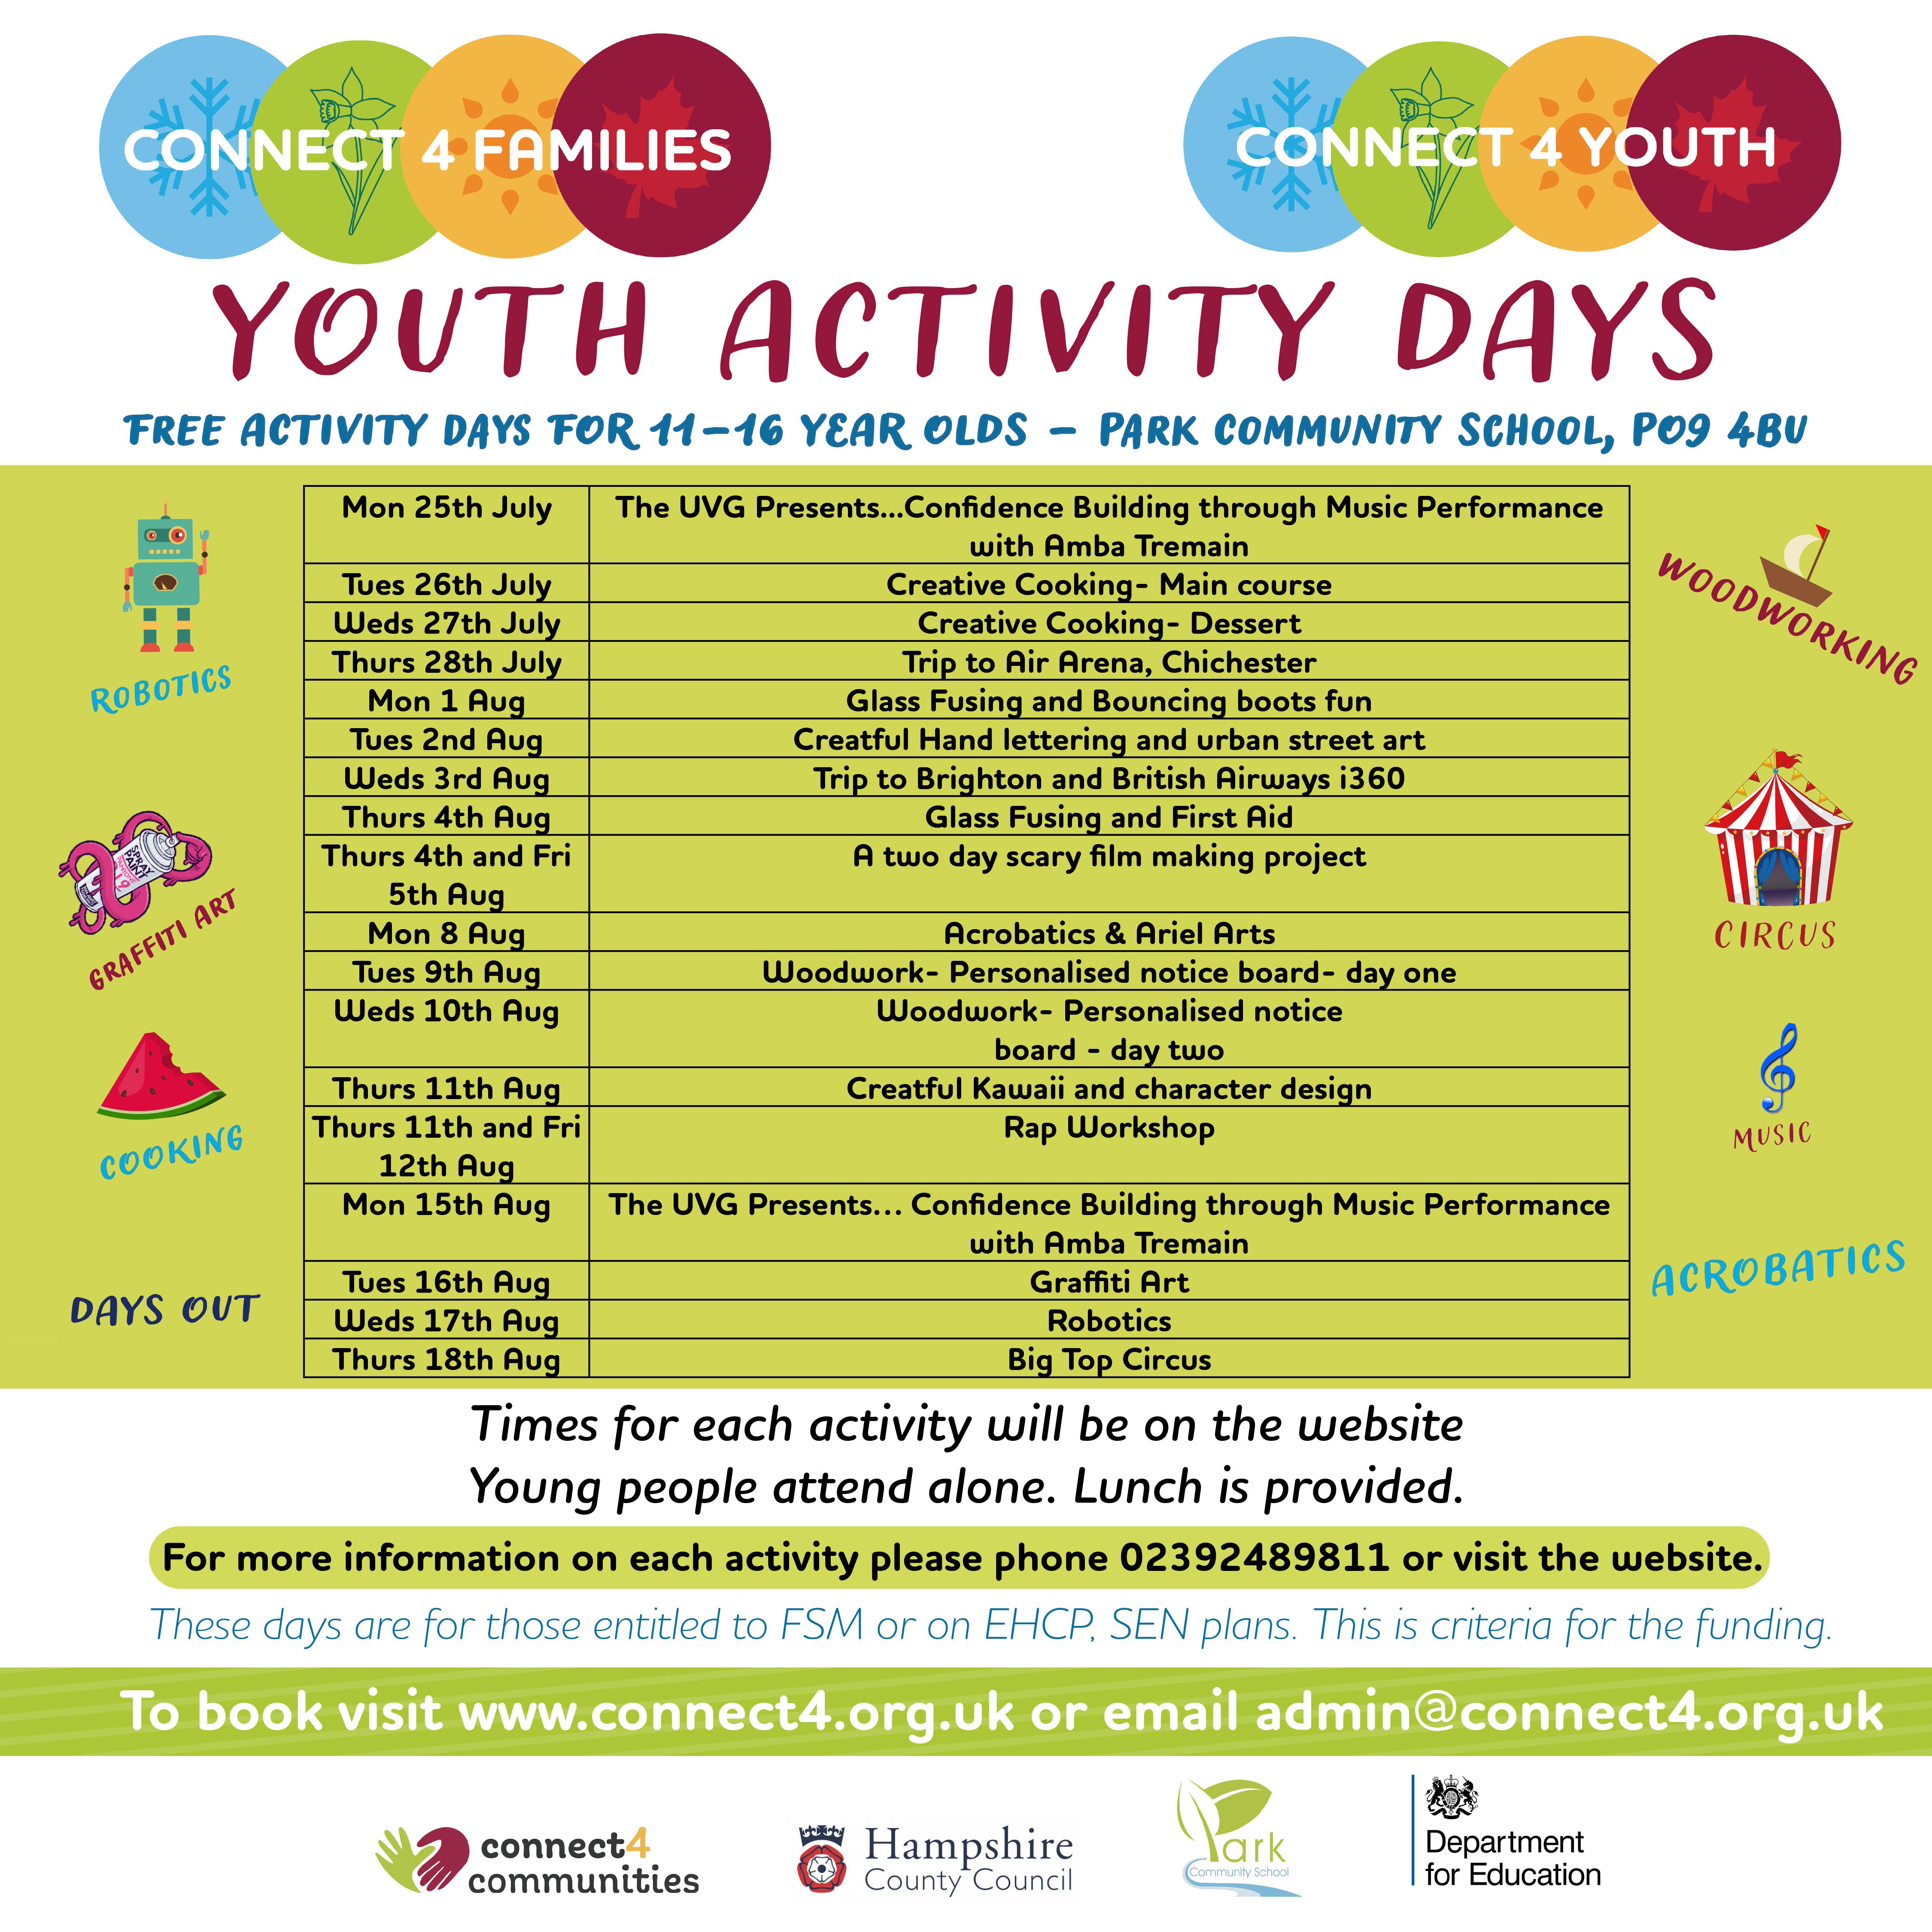 CONNECT 4 FAMILIES
CONNECT 4 YOUTH
YOUTH ACTIVITY DAYS
FREE ACTIVITY DAYS FOR 11-16 YEAR OLDS - PARK COMMUNITY SCHOOL, PO9 4BU
Mon 25th July The UVG Presents...Confidence Building through Music Performance
with Amba Tremain
Tues 26th July Creative Cooking- Main course
Weds 27th July Creative Cooking- Dessert
Thurs 28th July Trip to Air Arena, Chichester
Mon 1 Aug Glass Fusing and Bouncing boots fun
Tues 2nd Aug Creatful Hand lettering and urban street art
Weds 3rd Aug Trip to Brighton and British Airways i360
Thurs 4th Aug Glass Fusing and First Aid
Thurs 4th and Fri A two day scary film making project
5th Aug
Mon 8 Aug Acrobatics & Ariel Arts
Tues 9th Aug Woodwork- Personalised notice board- day one
Weds 10th Aug Woodwork- Personalised notice
board - day two
Thurs 11th Aug Creatful Kawaii and character design
Thurs 11th and Fri Rap Workshop
12th Aug
Mon 15th Aug The UVG Presents... Confidence Building through Music Performance
with Amba Tremain
Tues 16th Aug Graffiti Art
Weds 17th Aug Robotics
Thurs 18th Aug Big Top Circus
ROBOTICS
SPRAY
PAINT
GRAFFITI ART
COOKING
DAYS OUT
WOODWORKING
CIRCUS
MUSIC
ACROBATICS
Times for each activity will be on the website
Young people attend alone. Lunch is provided.
For more information on each activity please phone 02392489811 or visit the website.
These days are for those entitled to FSM or on EHCP, SEN plans. This is criteria for the funding.
To book visit www.connect4.org.uk or email admin@connect4.org.uk
connect4
communities
Hampshire
County Council
Park
Community School
Department
for Education